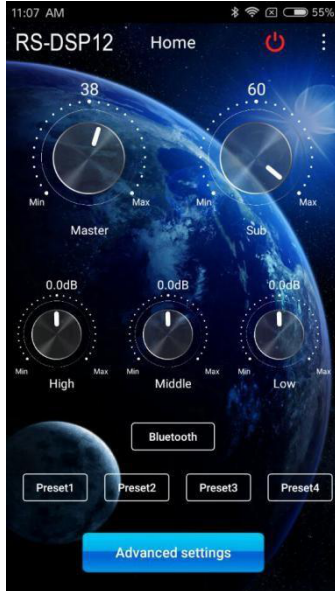 11:07 AM 55%
RS-DSP12 Home
38 60
Min Max Min Max
Master Sub
0.0dB 0.0dB 0.0dB
Min Max Min Max Min Max
High Middle Low
Bluetooth
Preset1 Preset2 Preset3 Preset4
Advanced settings